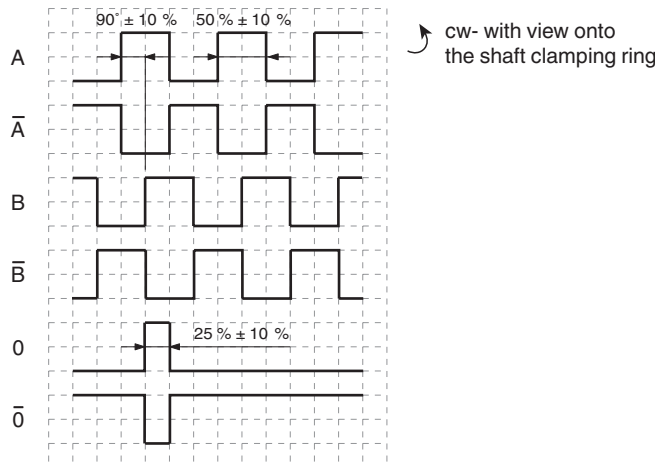 90° ± 10 % 50 % ± 10 %
cw- with view onto
the shaft clamping ring
A
A̅
B
B̅
0
25 % ± 10 %
0̅